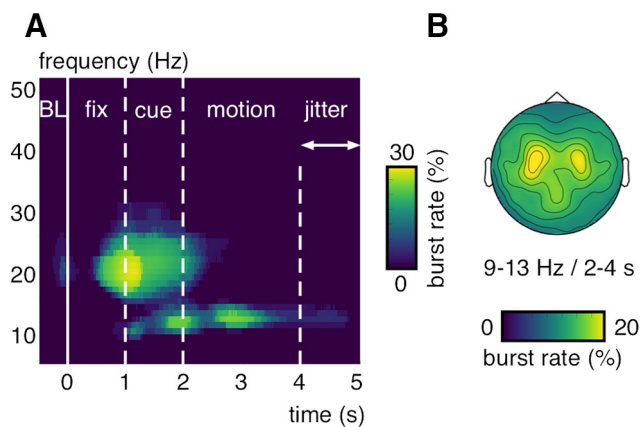 A
B
frequency (Hz)
50
BL fix cue motion jitter
40
30
20
10
0 1 2 3 4 5
time (s)
30
burst rate (%)
0
9-13 Hz / 2-4 s
0 20
burst rate (%)